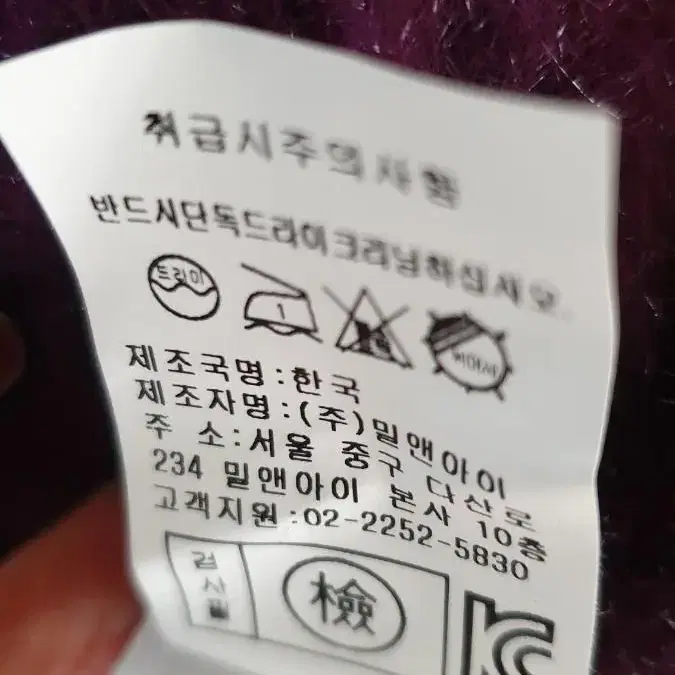 취급시주의사항
반드시단독드라이크리닝하십시오.
드라이
1
제조국명:한국
제조자명:(주)밀앤아이
주 소:서울 중구 다산로
234 밀앤아이 본사 10층
고객지원:02-2252-5830
검사필
檢